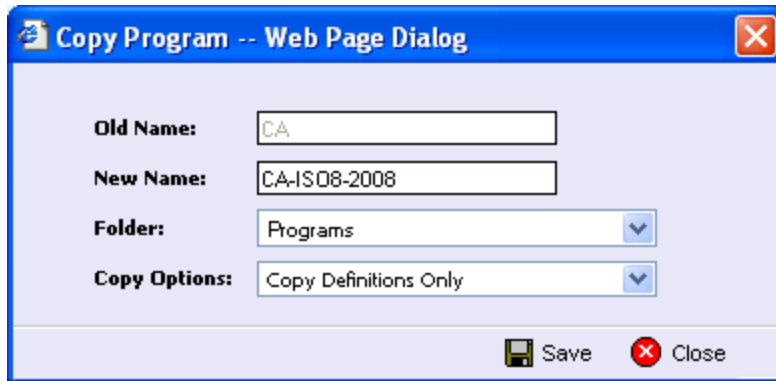 Copy Program -- Web Page Dialog
Old Name: CA
New Name: CA-ISO8-2008
Folder: Programs
Copy Options: Copy Definitions Only
Save Close